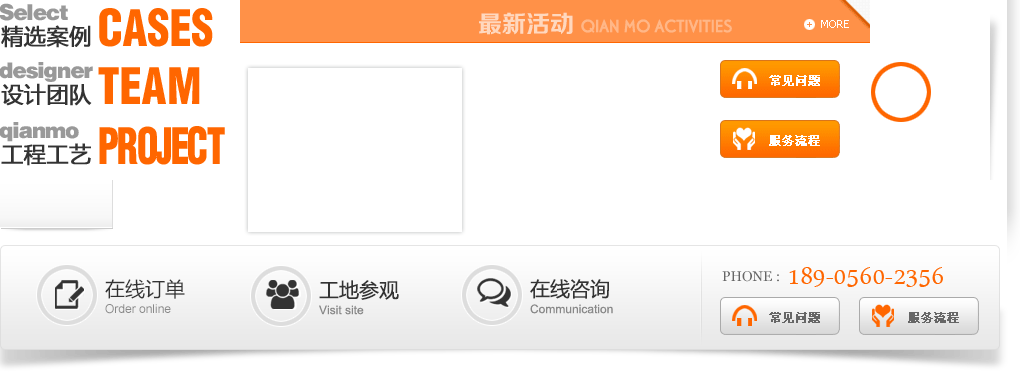 Select
精选案例 CASES
designer
设计团队 TEAM
qianmo
工程工艺 PROJECT
最新活动 QIAN MO ACTIVITIES
MORE
常见问题
服务流程
在线订单
Order online
工地参观
Visit site
在线咨询
Communication
PHONE : 189-0560-2356
常见问题
服务流程